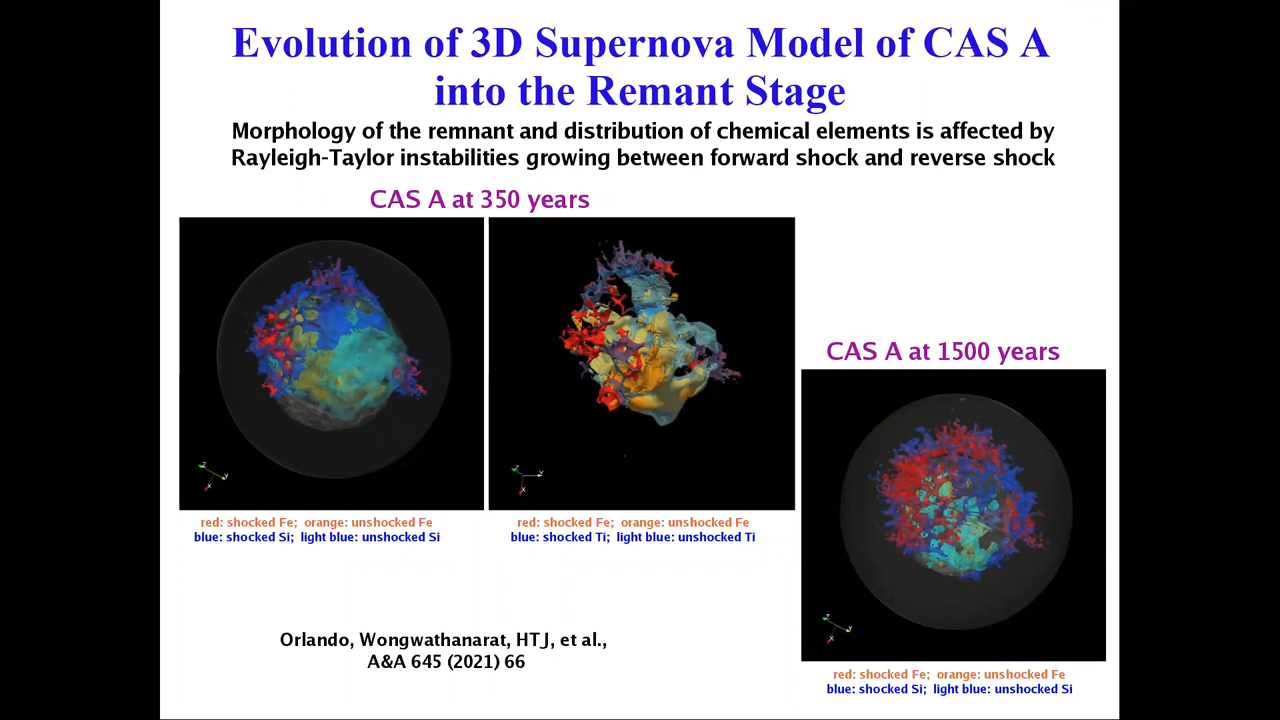 Evolution of 3D Supernova Model of CAS A
into the Remant Stage
Morphology of the remnant and distribution of chemical elements is affected by
Rayleigh-Taylor instabilities growing between forward shock and reverse shock
CAS A at 350 years
red: shocked Fe; orange: unshocked Fe
blue: shocked Si; light blue: unshocked Si
red: shocked Fe; orange: unshocked Fe
blue: shocked Ti; light blue: unshocked Ti
CAS A at 1500 years
red: shocked Fe; orange: unshocked Fe
blue: shocked Si; light blue: unshocked Si
Orlando, Wongwathanarat, HTJ, et al.,
A&A 645 (2021) 66